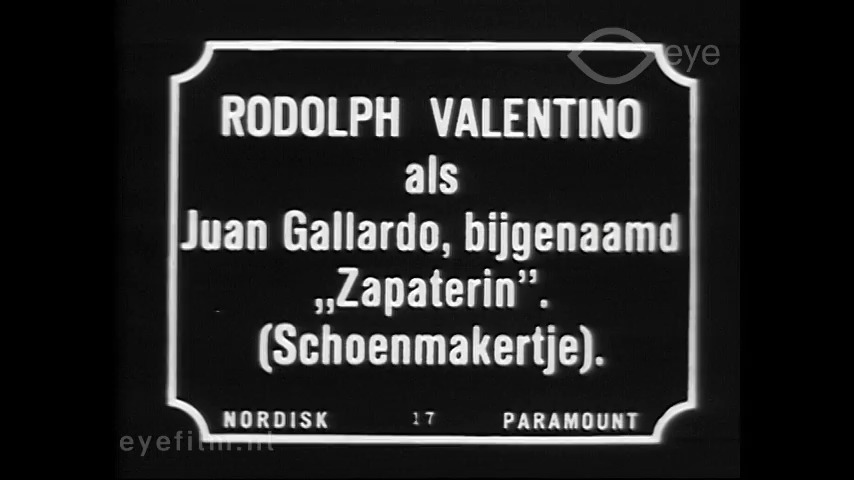 eye
RODOLPH VALENTINO
als
Juan Gallardo, bijgenaamd
„Zapaterin”.
(Schoenmakertje).
NORDISK 17 PARAMOUNT
eyefilm.nl